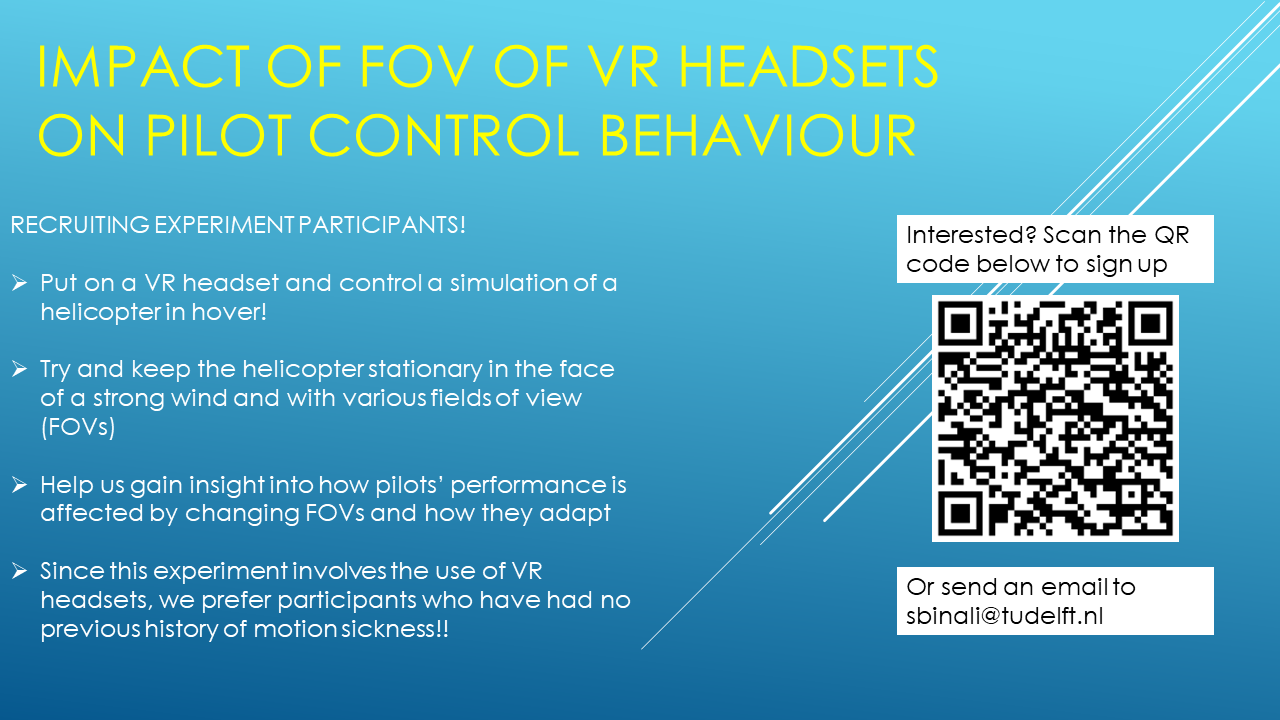 IMPACT OF FOV OF VR HEADSETS
ON PILOT CONTROL BEHAVIOUR
RECRUITING EXPERIMENT PARTICIPANTS!
➢ Put on a VR headset and control a simulation of a
helicopter in hover!
➢ Try and keep the helicopter stationary in the face
of a strong wind and with various fields of view
(FOVs)
➢ Help us gain insight into how pilots’ performance is
affected by changing FOVs and how they adapt
➢ Since this experiment involves the use of VR
headsets, we prefer participants who have had no
previous history of motion sickness!!
Interested? Scan the QR
code below to sign up
Or send an email to
sbinali@tudelft.nl